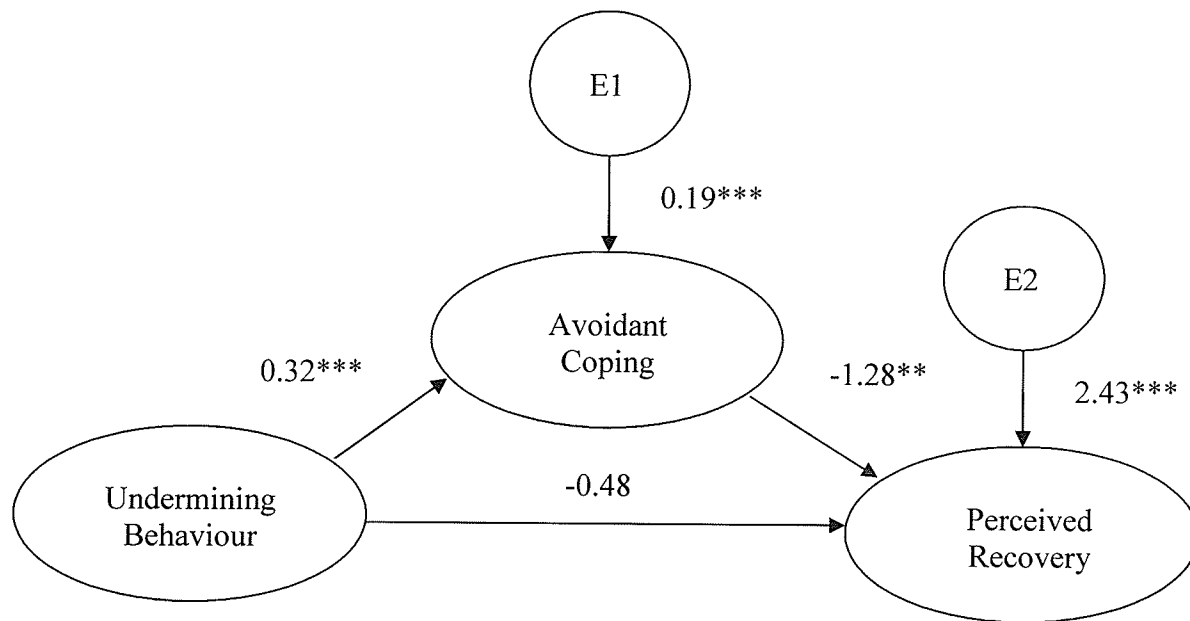 E1
0.19***
E2
Avoidant
Coping
0.32***
-1.28**
2.43***
Undermining
Behaviour
-0.48
Perceived
Recovery